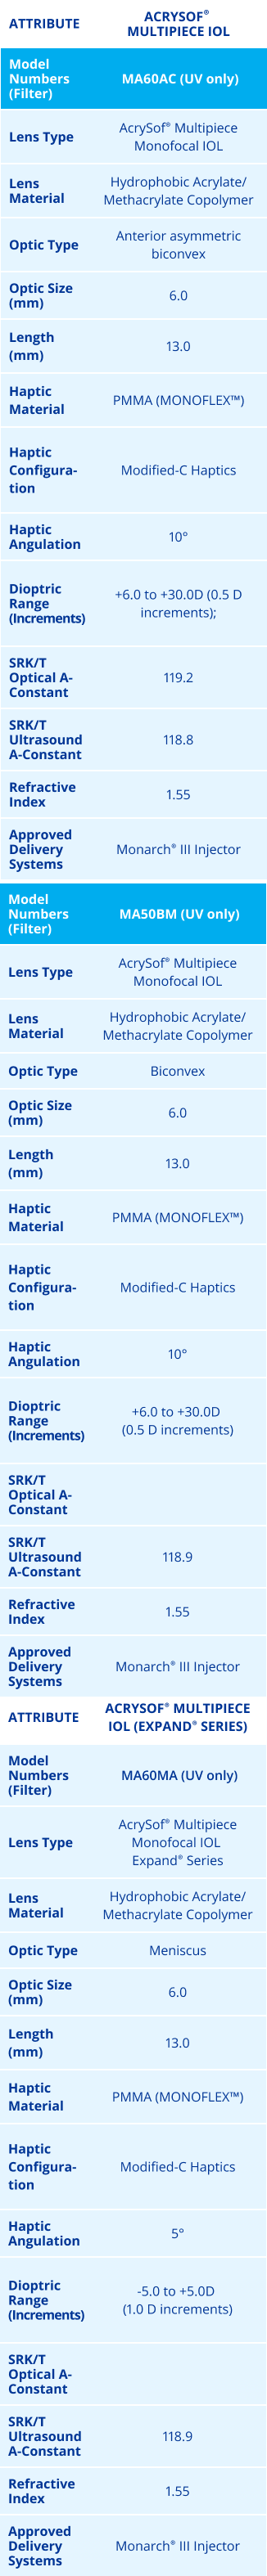 ATTRIBUTE
ACRYSOF®
MULTIPIECE IOL
Model
Numbers
(Filter)
MA60AC (UV only)
Lens Type
AcrySof® Multipiece
Monofocal IOL
Lens
Material
Hydrophobic Acrylate/
Methacrylate Copolymer
Optic Type
Anterior asymmetric
biconvex
Optic Size
(mm)
6.0
Length
(mm)
13.0
Haptic
Material
PMMA (MONOFLEX™)
Haptic
Configura-
tion
Modified-C Haptics
Haptic
Angulation
10°
Dioptric
Range
(Increments)
+6.0 to +30.0D (0.5 D
increments);
SRK/T
Optical A-
Constant
119.2
SRK/T
Ultrasound
A-Constant
118.8
Refractive
Index
1.55
Approved
Delivery
Systems
Monarch® III Injector
Model
Numbers
(Filter)
MA50BM (UV only)
Lens Type
AcrySof® Multipiece
Monofocal IOL
Lens
Material
Hydrophobic Acrylate/
Methacrylate Copolymer
Optic Type
Biconvex
Optic Size
(mm)
6.0
Length
(mm)
13.0
Haptic
Material
PMMA (MONOFLEX™)
Haptic
Configura-
tion
Modified-C Haptics
Haptic
Angulation
10°
Dioptric
Range
(Increments)
+6.0 to +30.0D
(0.5 D increments)
SRK/T
Optical A-
Constant
SRK/T
Ultrasound
A-Constant
118.9
Refractive
Index
1.55
Approved
Delivery
Systems
Monarch® III Injector
ATTRIBUTE
ACRYSOF® MULTIPIECE
IOL (EXPAND® SERIES)
Model
Numbers
(Filter)
MA60MA (UV only)
Lens Type
AcrySof® Multipiece
Monofocal IOL
Expand® Series
Lens
Material
Hydrophobic Acrylate/
Methacrylate Copolymer
Optic Type
Meniscus
Optic Size
(mm)
6.0
Length
(mm)
13.0
Haptic
Material
PMMA (MONOFLEX™)
Haptic
Configura-
tion
Modified-C Haptics
Haptic
Angulation
5°
Dioptric
Range
(Increments)
-5.0 to +5.0D
(1.0 D increments)
SRK/T
Optical A-
Constant
SRK/T
Ultrasound
A-Constant
118.9
Refractive
Index
1.55
Approved
Delivery
Systems
Monarch® III Injector